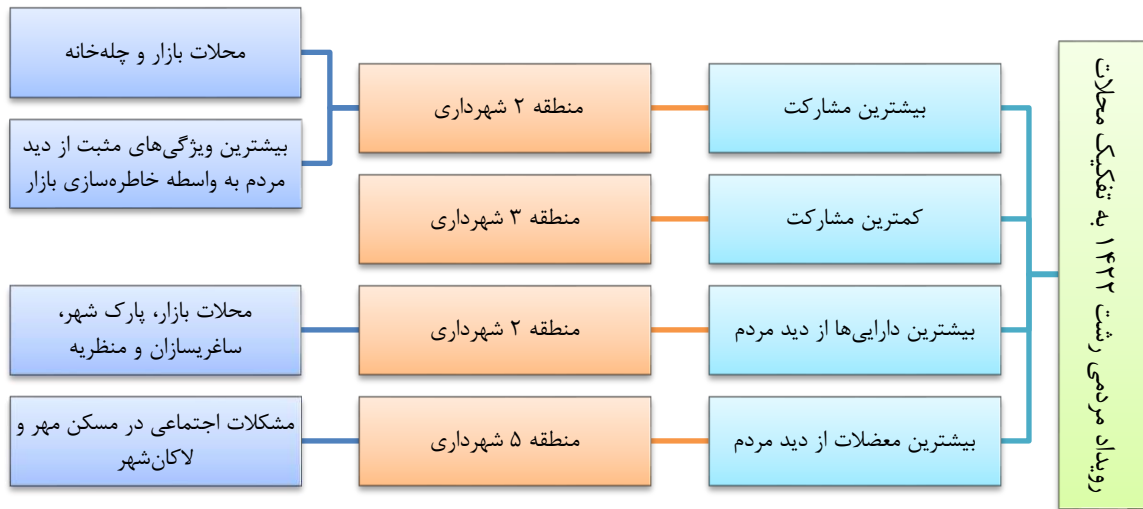 رویداد مردمی رشت ۱۴۲۲ به تفکیک محلات
بیشترین مشارکت
منطقه ۲ شهرداری
محلات بازار و چله‌خانه
بیشترین ویژگی‌های مثبت از دید
مردم به واسطه خاطره‌سازی بازار
کمترین مشارکت
منطقه ۳ شهرداری
بیشترین دارایی‌ها از دید مردم
منطقه ۲ شهرداری
محلات بازار، پارک شهر،
ساغریسازان و منظریه
بیشترین معضلات از دید مردم
منطقه ۵ شهرداری
مشکلات اجتماعی در مسکن مهر و
لاکان‌شهر